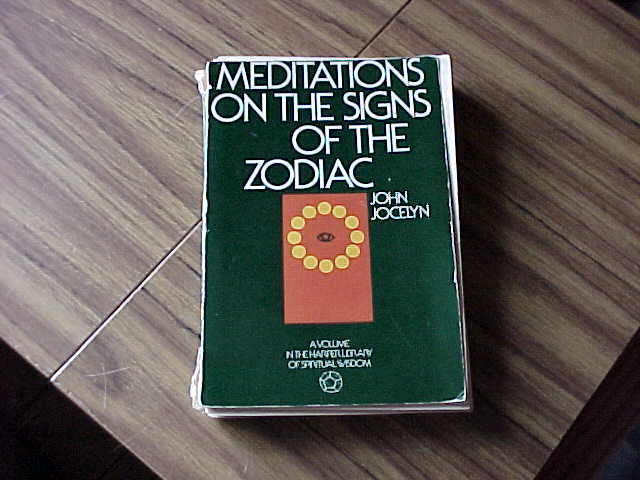 MEDITATIONS
ON THE SIGNS
OF THE
ZODIAC
JOHN
JOCELYN
A VOLUME
IN THE HARPER LIBRARY
OF SPIRITUAL WISDOM